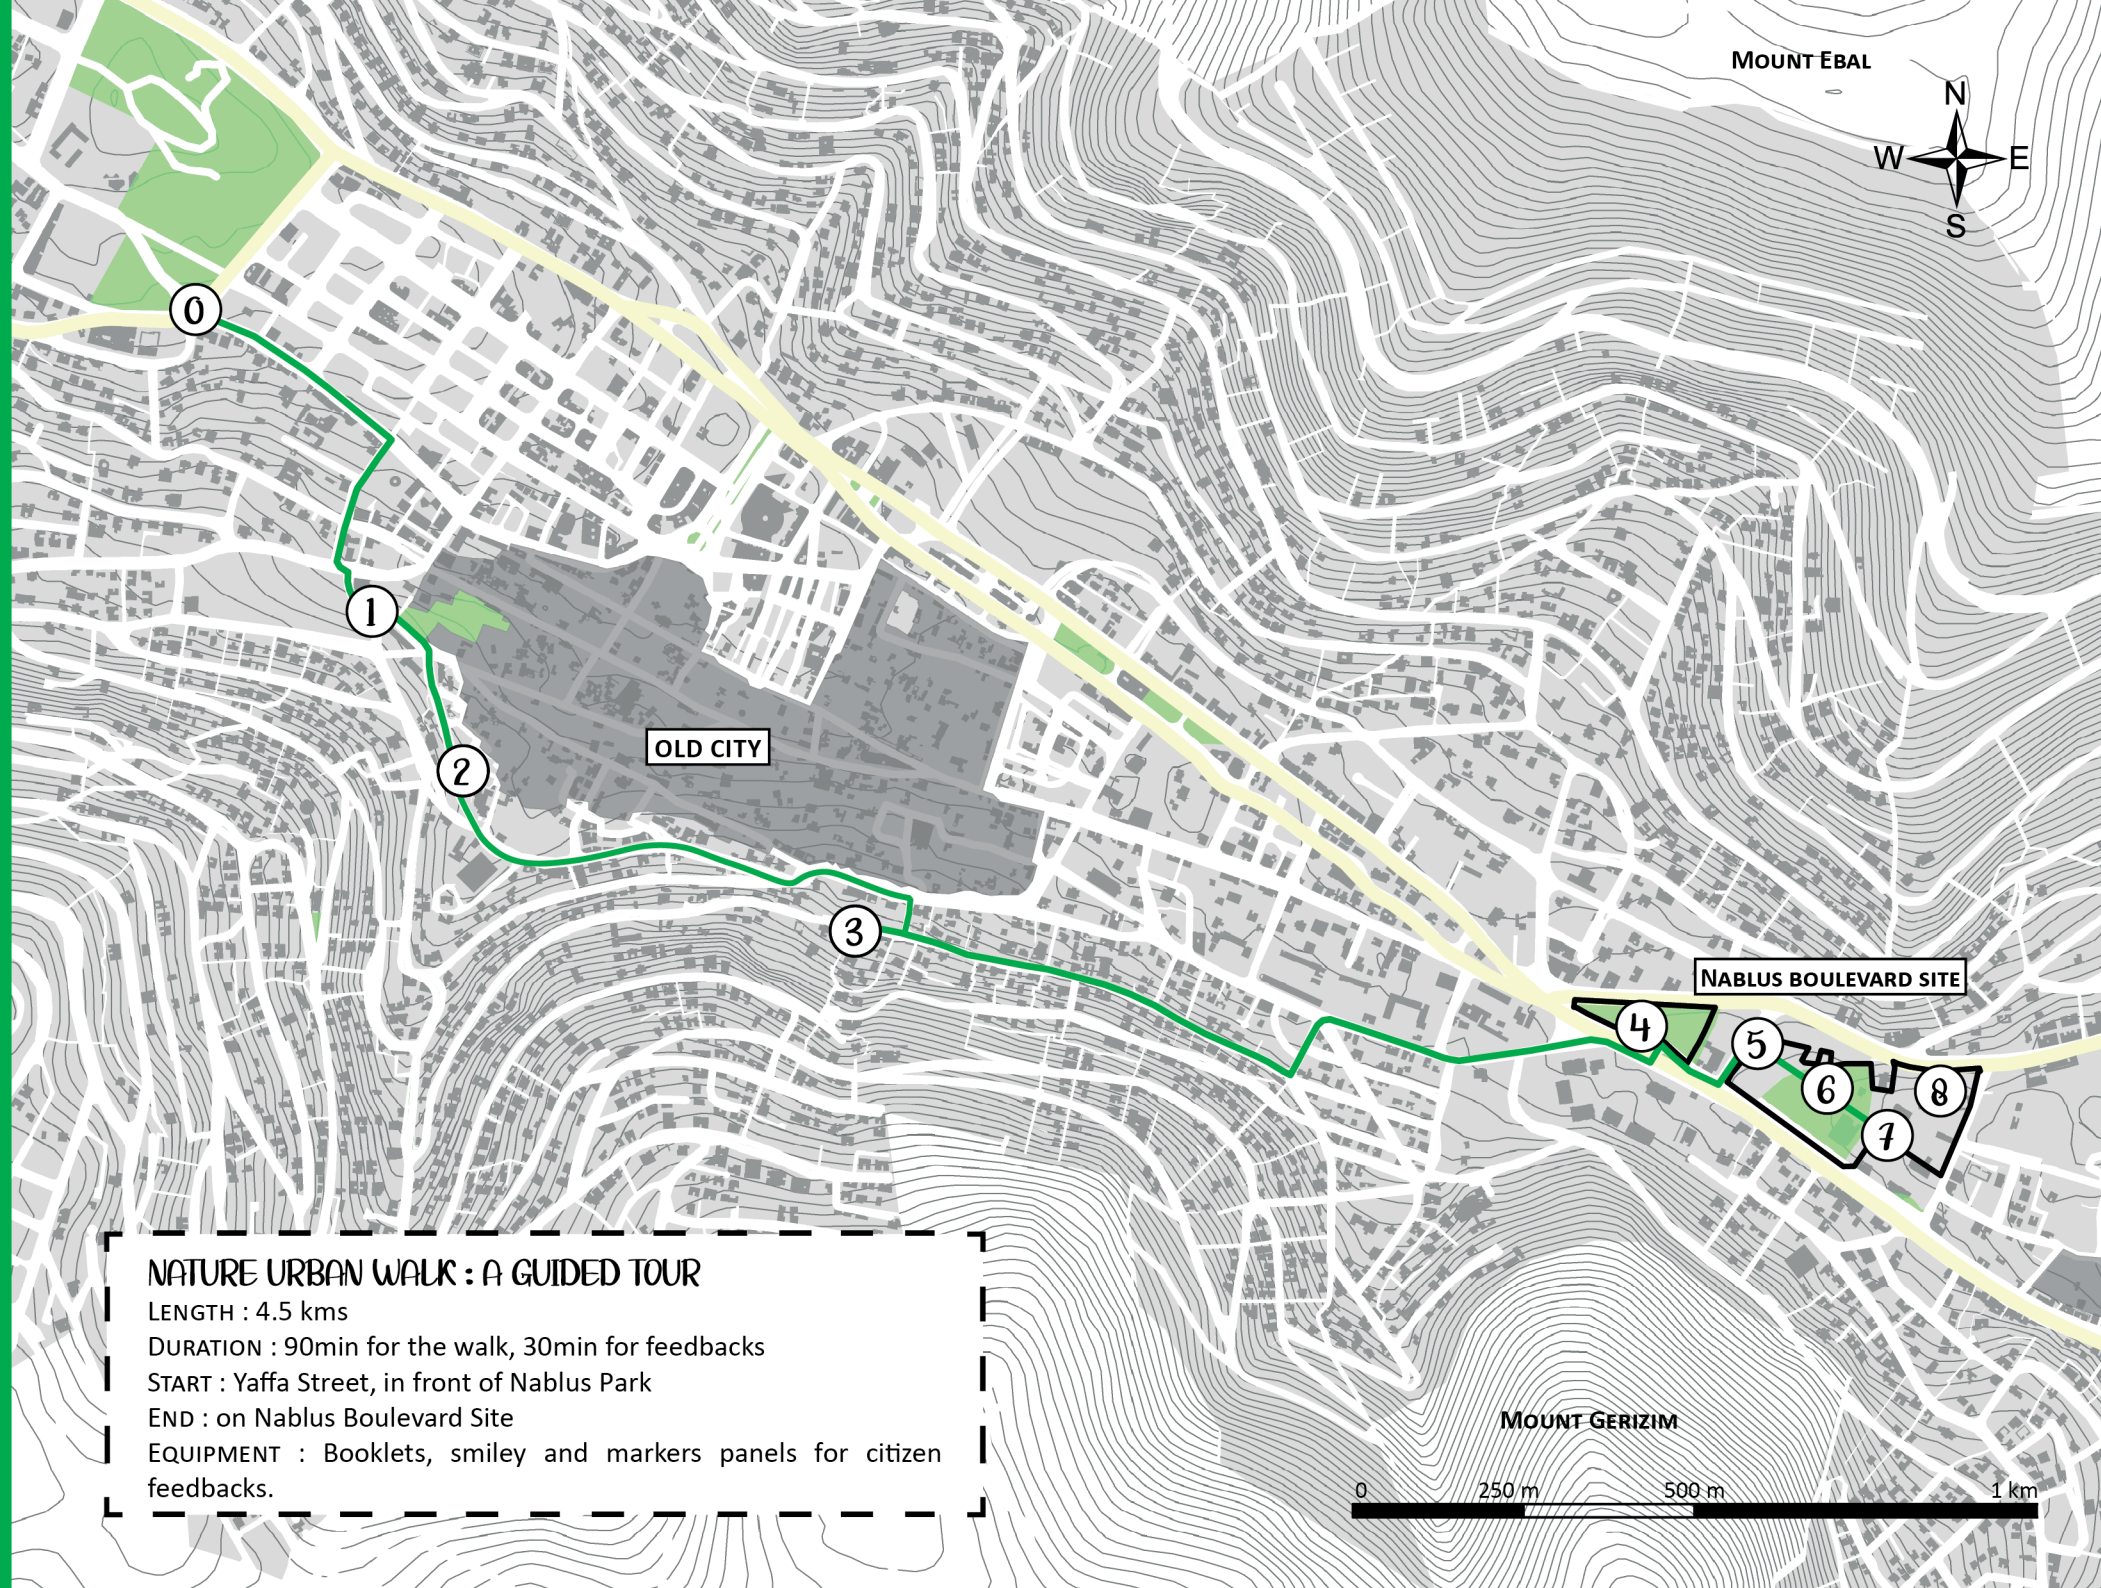 MOUNT EBAL
N
W E
S
0
1
OLD CITY
2
3
NABLUS BOULEVARD SITE
4
5
6
8
7
NATURE URBAN WALK : A GUIDED TOUR
LENGTH : 4.5 kms
DURATION : 90min for the walk, 30min for feedbacks
START : Yaffa Street, in front of Nablus Park
END : on Nablus Boulevard Site
EQUIPMENT : Booklets, smiley and markers panels for citizen
feedbacks.
MOUNT GERIZIM
0 250 m 500 m 1 km